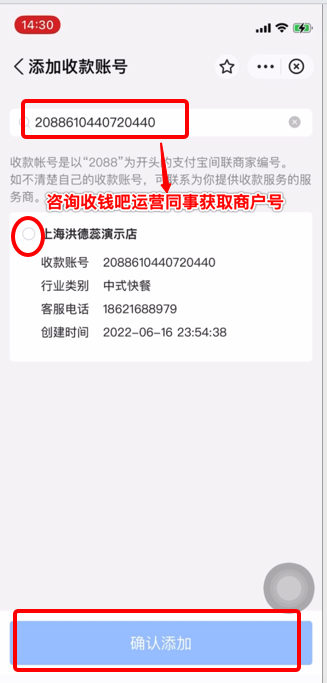 14:30
添加收款账号
2088610440720440
收款帐号是以“2088”为开头的支付宝间联商家编号。
如不清楚自己的收款账号，可联系为你提供收款服务的服
务商。
咨询收钱吧运营同事获取商户号
上海洪德蕊演示店
收款账号 2088610440720440
行业类别 中式快餐
客服电话 18621688979
创建时间 2022-06-16 23:54:38
确认添加